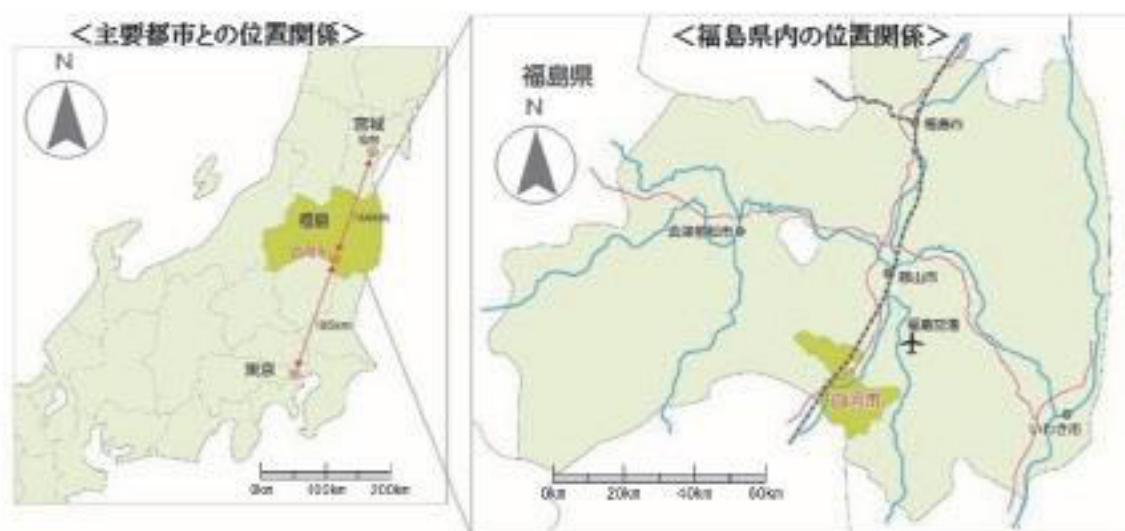 ＜主要都市との位置関係＞
N
宮城
仙台
福島
東京
0km 100km 200km
＜福島県内の位置関係＞
福島県
N
福島市
会津若松市
郡山市
福島空港
白河市
いわき市
0km 20km 40km 60km